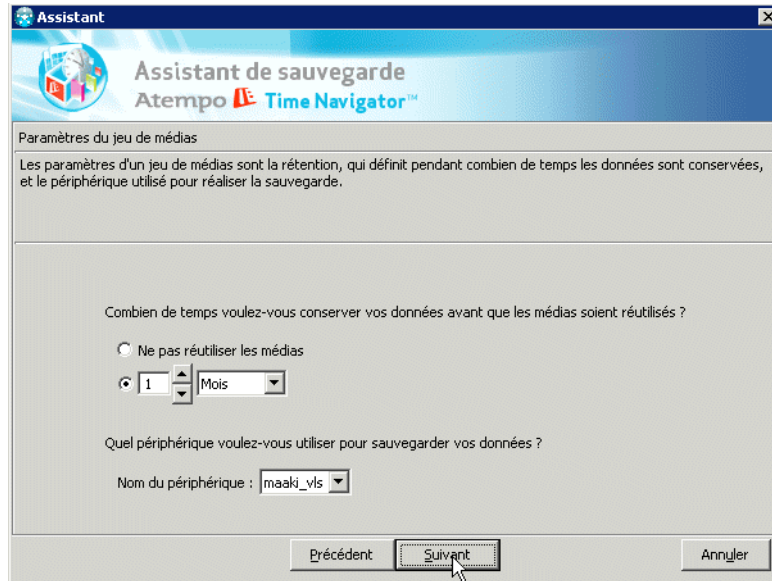 Assistant
Assistant de sauvegarde
Atempo Time Navigator™
Paramètres du jeu de médias
Les paramètres d'un jeu de médias sont la rétention, qui définit pendant combien de temps les données sont conservées,
et le périphérique utilisé pour réaliser la sauvegarde.
Combien de temps voulez-vous conserver vos données avant que les médias soient réutilisés ?
Ne pas réutiliser les médias
1 Mois
Quel périphérique voulez-vous utiliser pour sauvegarder vos données ?
Nom du périphérique : maaki_vls
Précédent Suivant Annuler